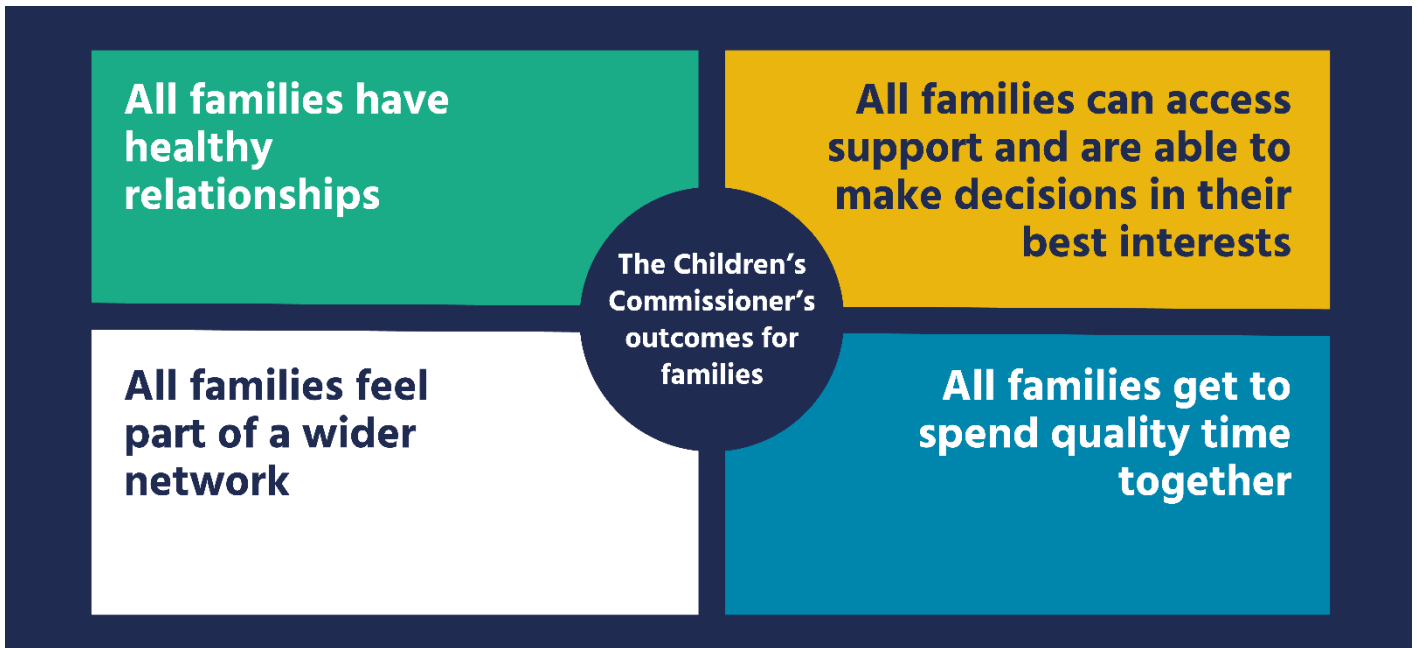 All families have
healthy
relationships
All families can access
support and are able to
make decisions in their
best interests
The Children’s
Commissioner’s
outcomes for
families
All families feel
part of a wider
network
All families get to
spend quality time
together